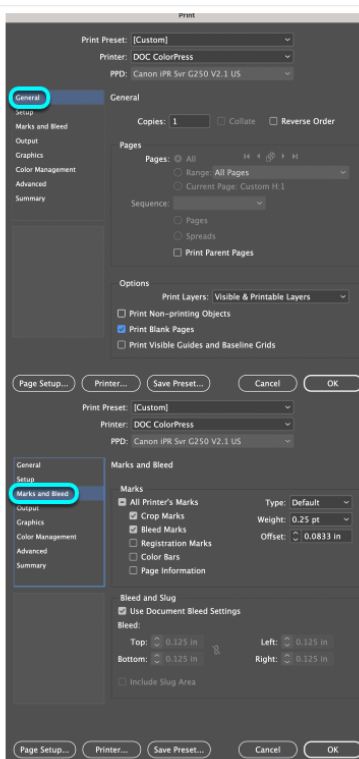 Print
Print Preset: [Custom]
Printer: DOC ColorPress
PPD: Canon iPR Svr G250 V2.1 US
General
Setup
Marks and Bleed
Output
Graphics
Color Management
Advanced
Summary
General
Copies: 1 Collate Reverse Order
Pages
Pages: All
Range: All Pages
Current Page: Custom H:1
Sequence:
Pages
Spreads
Print Parent Pages
Options
Print Layers: Visible & Printable Layers
Print Non-printing Objects
Print Blank Pages
Print Visible Guides and Baseline Grids
Page Setup... Printer... Save Preset... Cancel OK
Print Preset: [Custom]
Printer: DOC ColorPress
PPD: Canon iPR Svr G250 V2.1 US
General
Setup
Marks and Bleed
Output
Graphics
Color Management
Advanced
Summary
Marks and Bleed
Marks
All Printer's Marks
Crop Marks
Bleed Marks
Registration Marks
Color Bars
Page Information
Type: Default
Weight: 0.25 pt
Offset: 0.0833 in
Bleed and Slug
Use Document Bleed Settings
Bleed:
Top: 0.125 in Left: 0.125 in
Bottom: 0.125 in Right: 0.125 in
Include Slug Area
Page Setup... Printer... Save Preset... Cancel OK